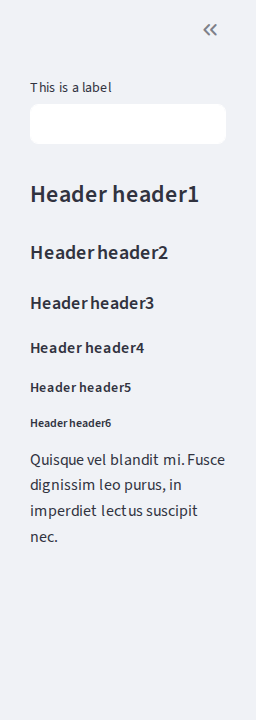 This is a label
Header header1
Header header2
Header header3
Header header4
Header header5
Header header6
Quisque vel blandit mi. Fusce
dignissim leo purus, in
imperdiet lectus suscipit
nec.